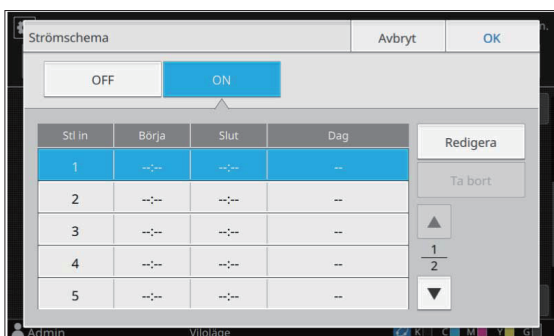 Strömschema Avbryt OK
OFF ON
Stl in Börja Slut Dag Redigera
1 --:-- --:-- --
Ta bort
2 --:-- --:-- --
3 --:-- --:-- --
1
4 --:-- --:-- --
2
5 --:-- --:-- --
Admin Viloläge K C M Y G